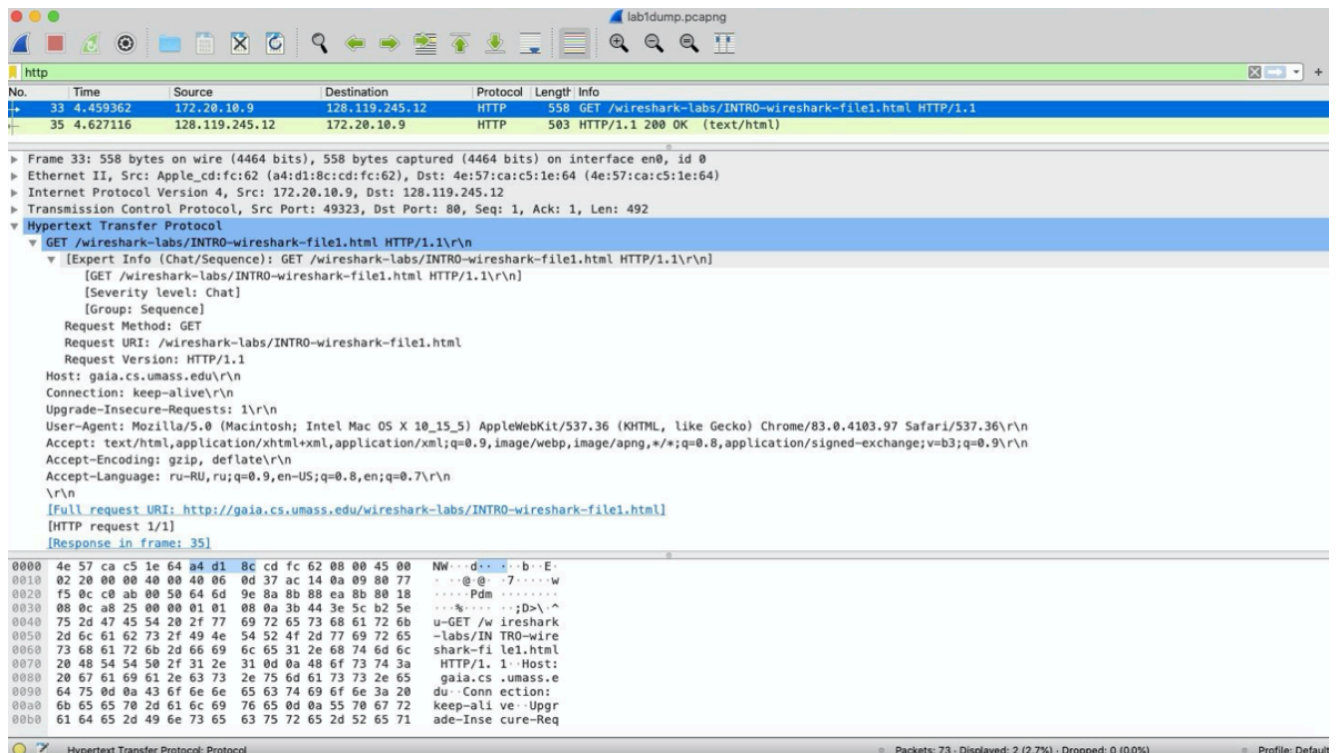 lab1dump.pcapng
http
No. Time Source Destination Protocol Length Info
33 4.459362 172.20.10.9 128.119.245.12 HTTP 558 GET /wireshark-labs/INTRO-wireshark-file1.html HTTP/1.1
35 4.627116 128.119.245.12 172.20.10.9 HTTP 503 HTTP/1.1 200 OK (text/html)
Frame 33: 558 bytes on wire (4464 bits), 558 bytes captured (4464 bits) on interface en0, id 0
Ethernet II, Src: Apple_cd:fc:62 (a4:d1:8c:cd:fc:62), Dst: 4e:57:ca:c5:1e:64 (4e:57:ca:c5:1e:64)
Internet Protocol Version 4, Src: 172.20.10.9, Dst: 128.119.245.12
Transmission Control Protocol, Src Port: 49323, Dst Port: 80, Seq: 1, Ack: 1, Len: 492
Hypertext Transfer Protocol
GET /wireshark-labs/INTRO-wireshark-file1.html HTTP/1.1\r\n
[Expert Info (Chat/Sequence): GET /wireshark-labs/INTRO-wireshark-file1.html HTTP/1.1\r\n]
[GET /wireshark-labs/INTRO-wireshark-file1.html HTTP/1.1\r\n]
[Severity level: Chat]
[Group: Sequence]
Request Method: GET
Request URI: /wireshark-labs/INTRO-wireshark-file1.html
Request Version: HTTP/1.1
Host: gaia.cs.umass.edu\r\n
Connection: keep-alive\r\n
Upgrade-Insecure-Requests: 1\r\n
User-Agent: Mozilla/5.0 (Macintosh; Intel Mac OS X 10_15_5) AppleWebKit/537.36 (KHTML, like Gecko) Chrome/83.0.4103.97 Safari/537.36\r\n
Accept: text/html,application/xhtml+xml,application/xml;q=0.9,image/webp,image/apng,*/*;q=0.8,application/signed-exchange;v=b3;q=0.9\r\n
Accept-Encoding: gzip, deflate\r\n
Accept-Language: ru-RU,ru;q=0.9,en-US;q=0.8,en;q=0.7\r\n
\r\n
[Full request URI: http://gaia.cs.umass.edu/wireshark-labs/INTRO-wireshark-file1.html]
[HTTP request 1/1]
[Response in frame: 35]
0000 4e 57 ca c5 1e 64 a4 d1 8c cd fc 62 08 00 45 00 NW···d·· ···b··E·
0010 02 20 00 00 40 00 40 06 0d 37 ac 14 0a 09 80 77 · ··@·@· ·7·····w
0020 f5 0c c0 ab 00 50 64 6d 9e 8a 8b 88 ea 8b 80 18 ·····Pdm ········
0030 08 0c a8 25 00 00 01 01 08 0a 3b 44 3e 5c b2 5e ···%···· ··;D>\·^
0040 75 2d 47 45 54 20 2f 77 69 72 65 73 68 61 72 6b u-GET /w ireshark
0050 2d 6c 61 62 73 2f 49 4e 54 52 4f 2d 77 69 72 65 -labs/IN TRO-wire
0060 73 68 61 72 6b 2d 66 69 6c 65 31 2e 68 74 6d 6c shark-fi le1.html
0070 20 48 54 54 50 2f 31 2e 31 0d 0a 48 6f 73 74 3a HTTP/1. 1··Host:
0080 20 67 61 69 61 2e 63 73 2e 75 6d 61 73 73 2e 65 gaia.cs .umass.e
0090 64 75 0d 0a 43 6f 6e 6e 65 63 74 69 6f 6e 3a 20 du··Conn ection:
00a0 6b 65 65 70 2d 61 6c 69 76 65 0d 0a 55 70 67 72 keep-ali ve··Upgr
00b0 61 64 65 2d 49 6e 73 65 63 75 72 65 2d 52 65 71 ade-Inse cure-Req
Hypertext Transfer Protocol: Protocol Packets: 73 · Displayed: 2 (2.7%) · Dropped: 0 (0.0%) Profile: Default